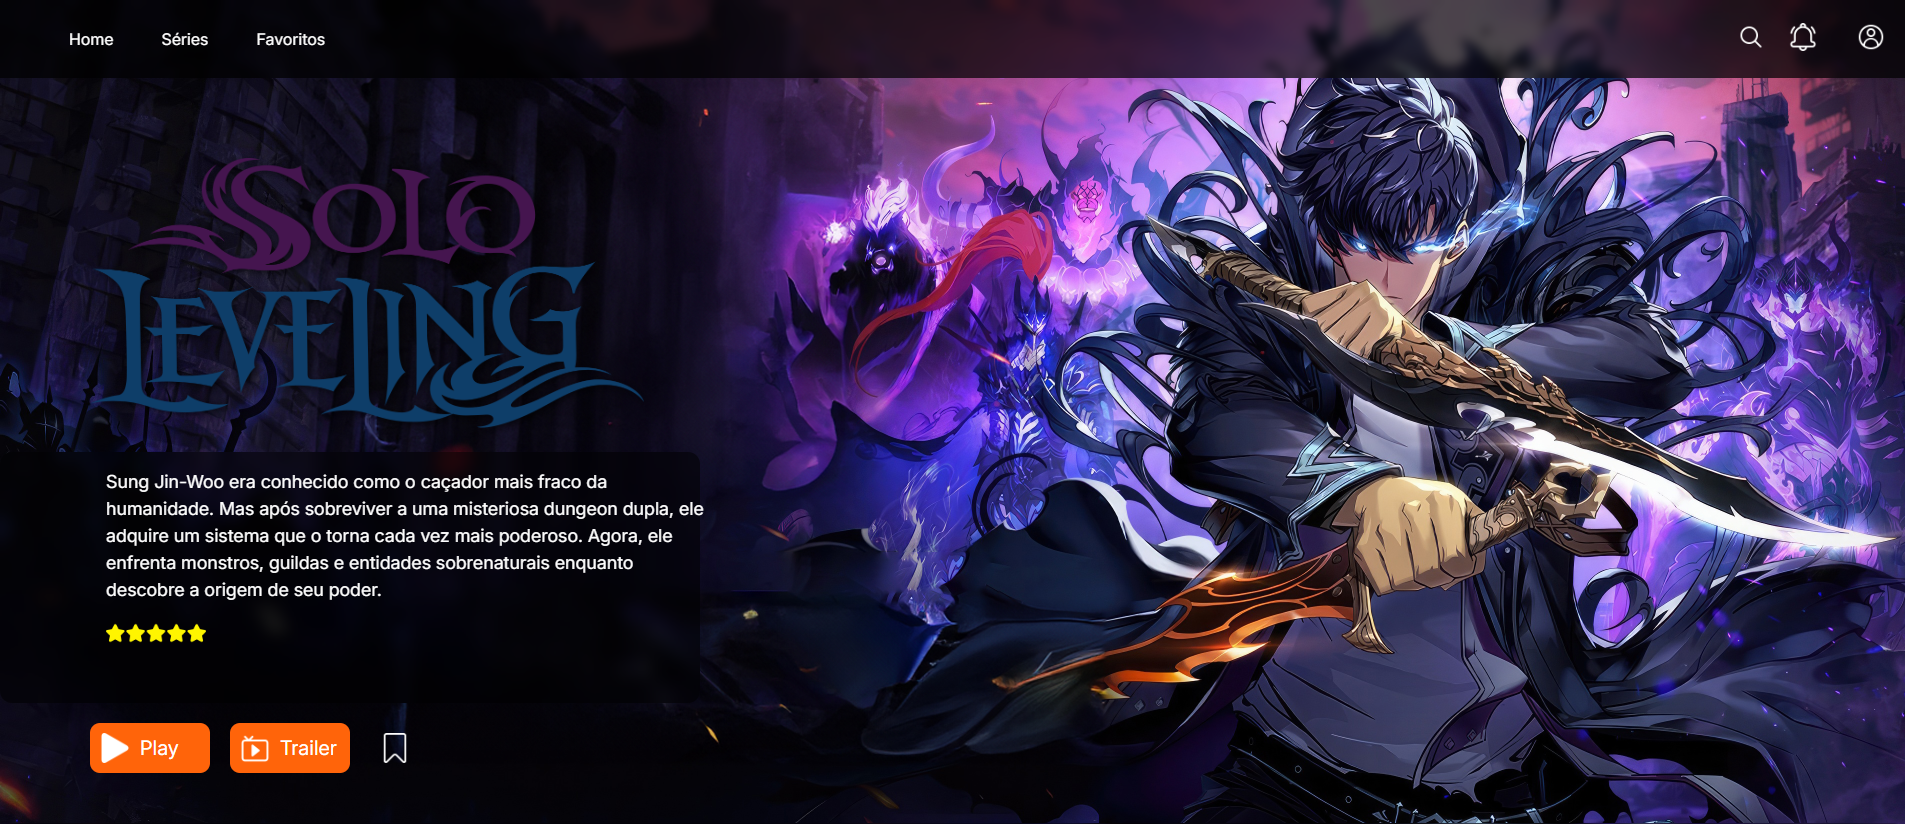 Home Séries Favoritos
SOLO
LEVELING
Sung Jin-Woo era conhecido como o caçador mais fraco da
humanidade. Mas após sobreviver a uma misteriosa dungeon dupla, ele
adquire um sistema que o torna cada vez mais poderoso. Agora, ele
enfrenta monstros, guildas e entidades sobrenaturais enquanto
descobre a origem de seu poder.
Play Trailer